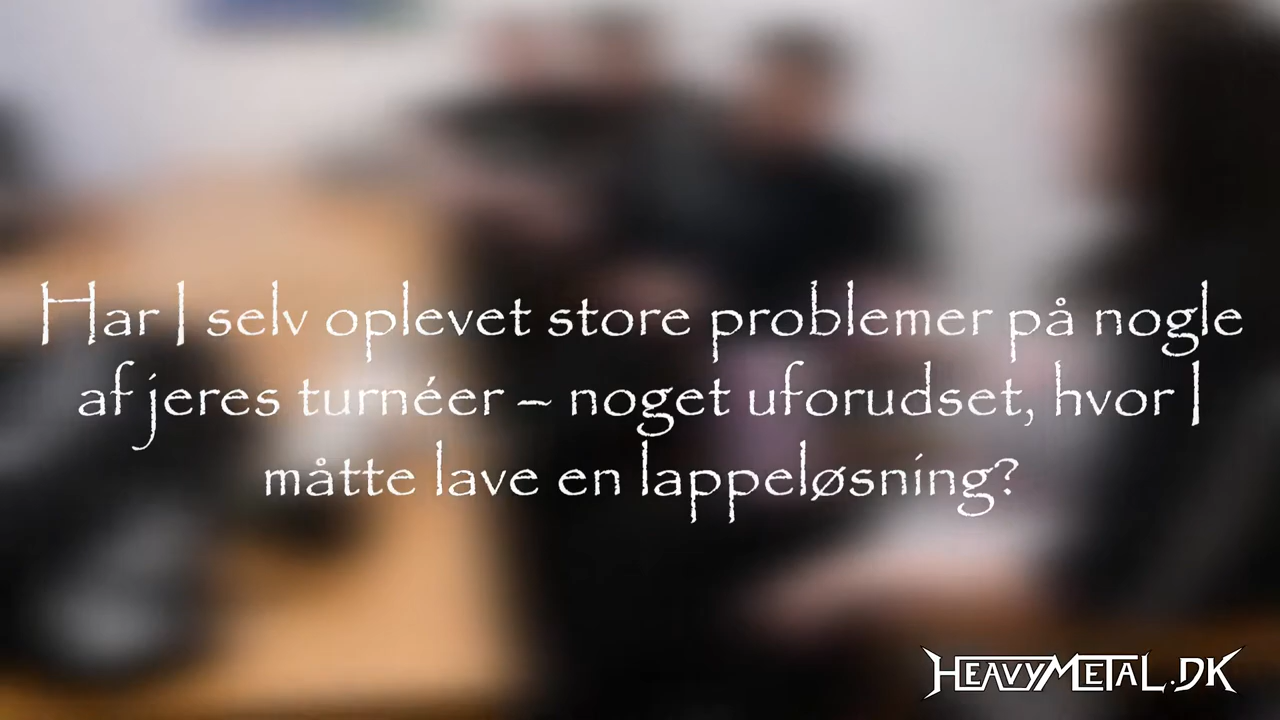 Har I selv oplevet store problemer på nogle
af jeres turnéer – noget uforudset, hvor I
måtte lave en lappeløsning?
HEAVYMETAL.DK